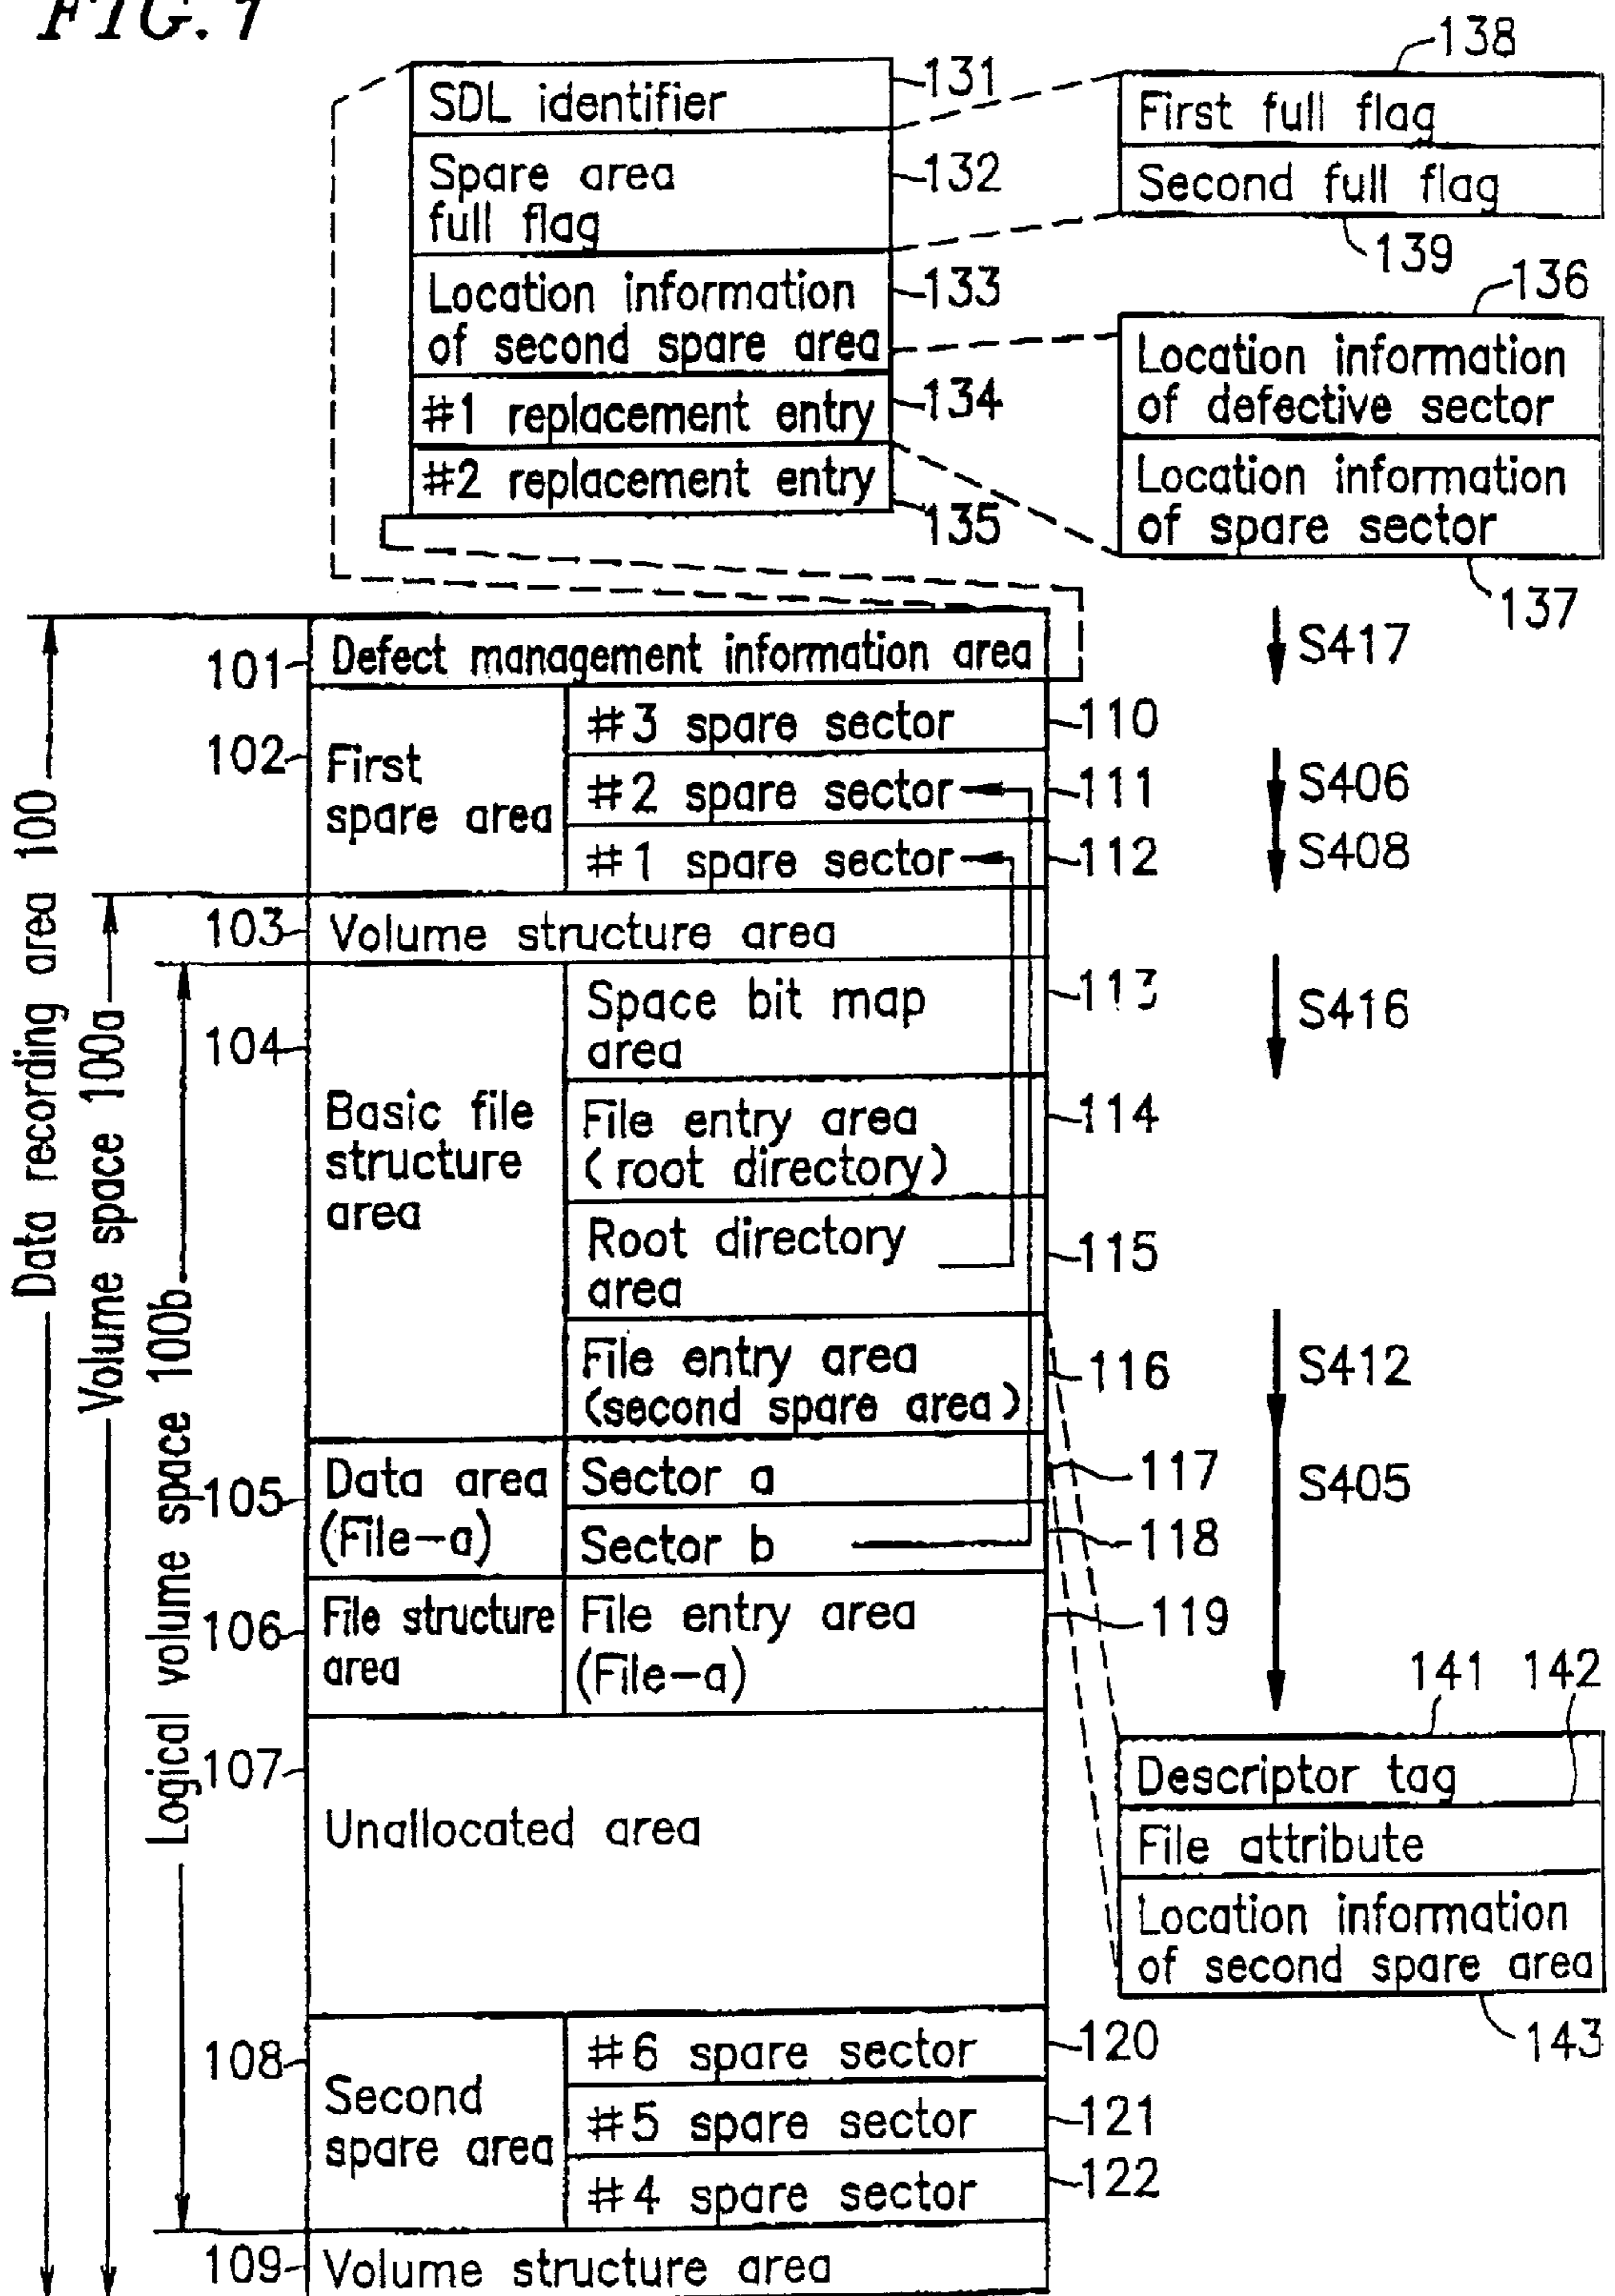 FIG. 1
138
SDL identifier
131
First full flag
Spare area
full flag
132
Second full flag
139
Location information
of second spare area
133
136
Location information
of defective sector
#1 replacement entry
134
#2 replacement entry
135
Location information
of spare sector
137
101
Defect management information area
S417
102
First
spare area
#3 spare sector
110
#2 spare sector
111
S406
#1 spare sector
112
S408
103
Volume structure area
104
Basic file
structure
area
Space bit map
area
113
S416
File entry area
(root directory)
114
Root directory
area
115
File entry area
(second spare area)
116
S412
105
Data area
(File-a)
Sector a
117
S405
Sector b
118
106
File structure
area
File entry area
(File-a)
119
141
142
107
Unallocated area
Descriptor tag
File attribute
Location information
of second spare area
143
108
Second
spare area
#6 spare sector
120
#5 spare sector
121
#4 spare sector
122
109
Volume structure area
Data recording area 100
Volume space 100a
Logical volume space 100b